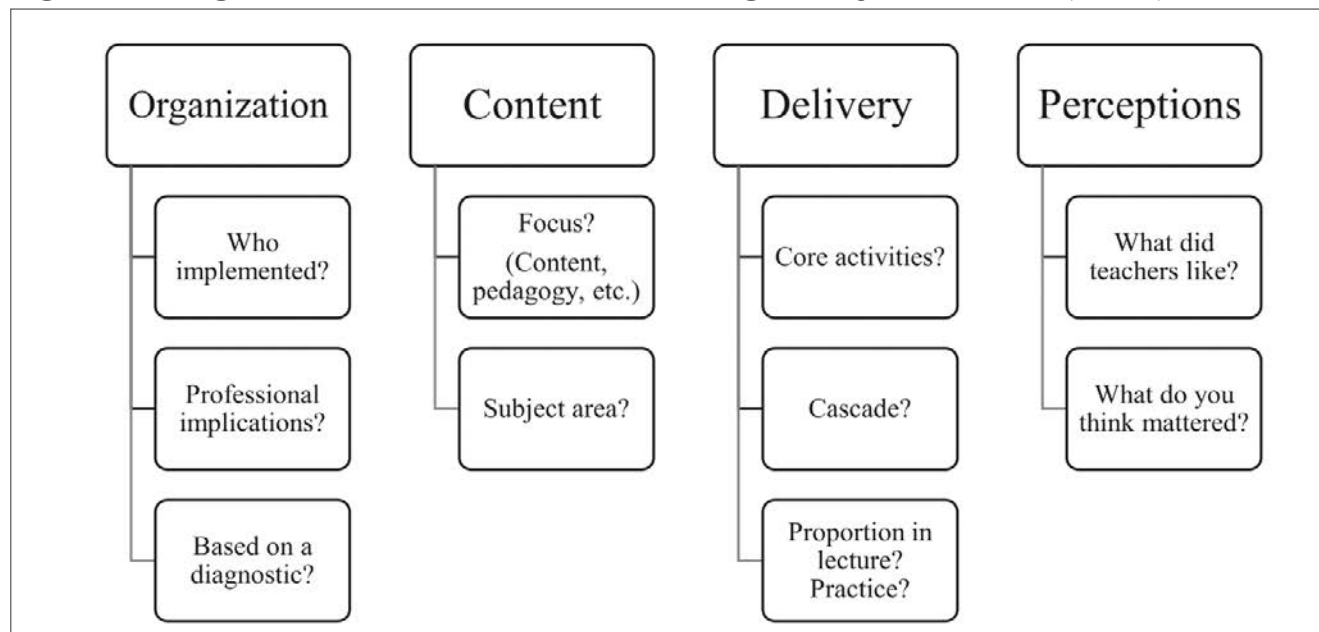 Organization
Who
implemented?
Professional
implications?
Based on a
diagnostic?
Content
Focus?
(Content,
pedagogy, etc.)
Subject area?
Delivery
Core activities?
Cascade?
Proportion in
lecture?
Practice?
Perceptions
What did
teachers like?
What do you
think mattered?